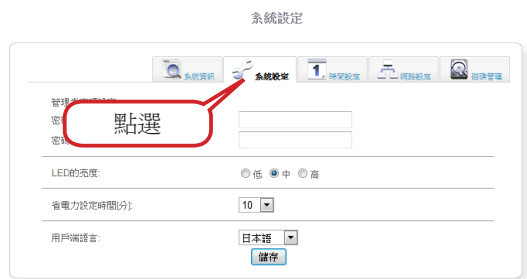 系統設定
系統資訊 系統設定 時間設定 網路設定 磁碟管理
管理者
密
點選
密
LED的亮度: 低 中 高
省電力設定時間(分): 10
用戶端語言: 日本語
儲存